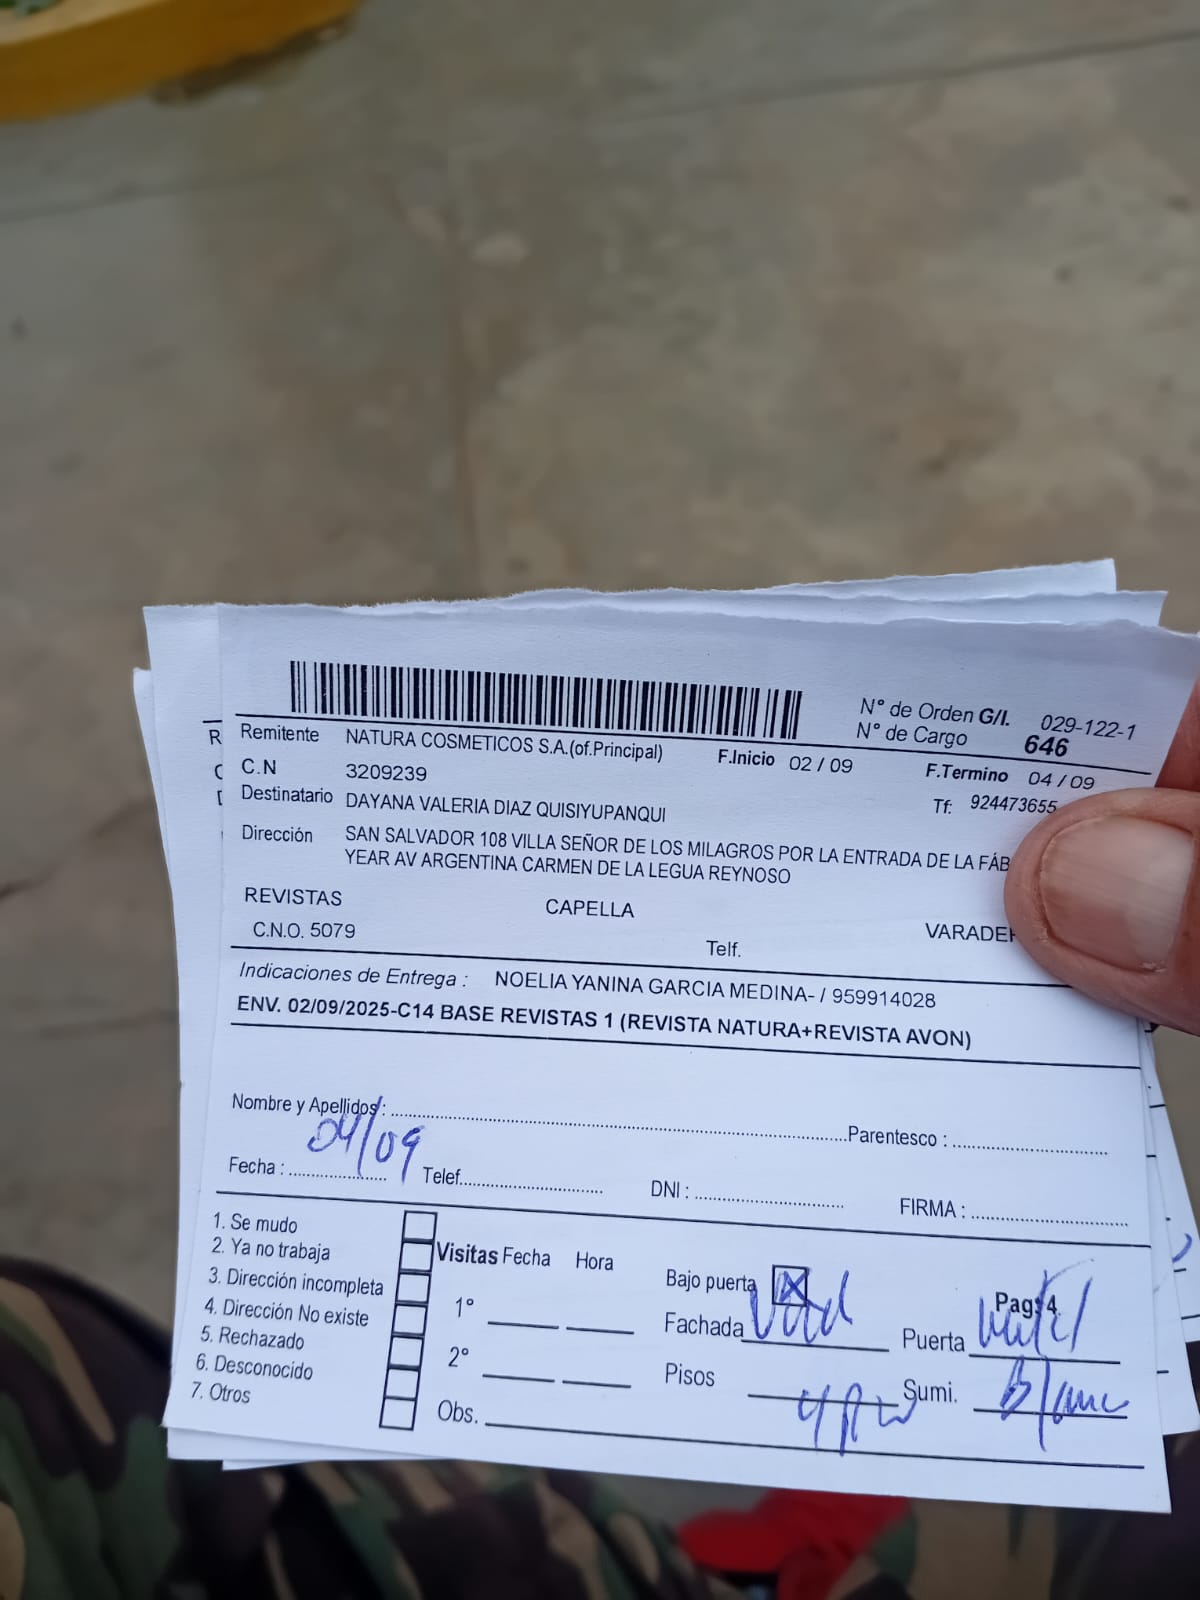 N° de Orden G/I. 029-122-1
N° de Cargo 646
Remitente NATURA COSMETICOS S.A.(of.Principal) F.Inicio 02 / 09 F.Termino 04 / 09
C.N 3209239 Tf: 924473655
Destinatario DAYANA VALERIA DIAZ QUISIYUPANQUI
Dirección SAN SALVADOR 108 VILLA SEÑOR DE LOS MILAGROS POR LA ENTRADA DE LA FÁB
YEAR AV ARGENTINA CARMEN DE LA LEGUA REYNOSO
REVISTAS CAPELLA VARADE
C.N.O. 5079 Telf.
Indicaciones de Entrega : NOELIA YANINA GARCIA MEDINA- / 959914028
ENV. 02/09/2025-C14 BASE REVISTAS 1 (REVISTA NATURA+REVISTA AVON)
Nombre y Apellidos : Parentesco :
Fecha : 04/09 Telef. DNI : FIRMA :
1. Se mudo
2. Ya no trabaja
3. Dirección incompleta
4. Dirección No existe
5. Rechazado
6. Desconocido
7. Otros
Visitas Fecha Hora
1°
2°
Obs.
Bajo puerta X Pag: 4
Fachada Puerta
Pisos Sumi.
R
C